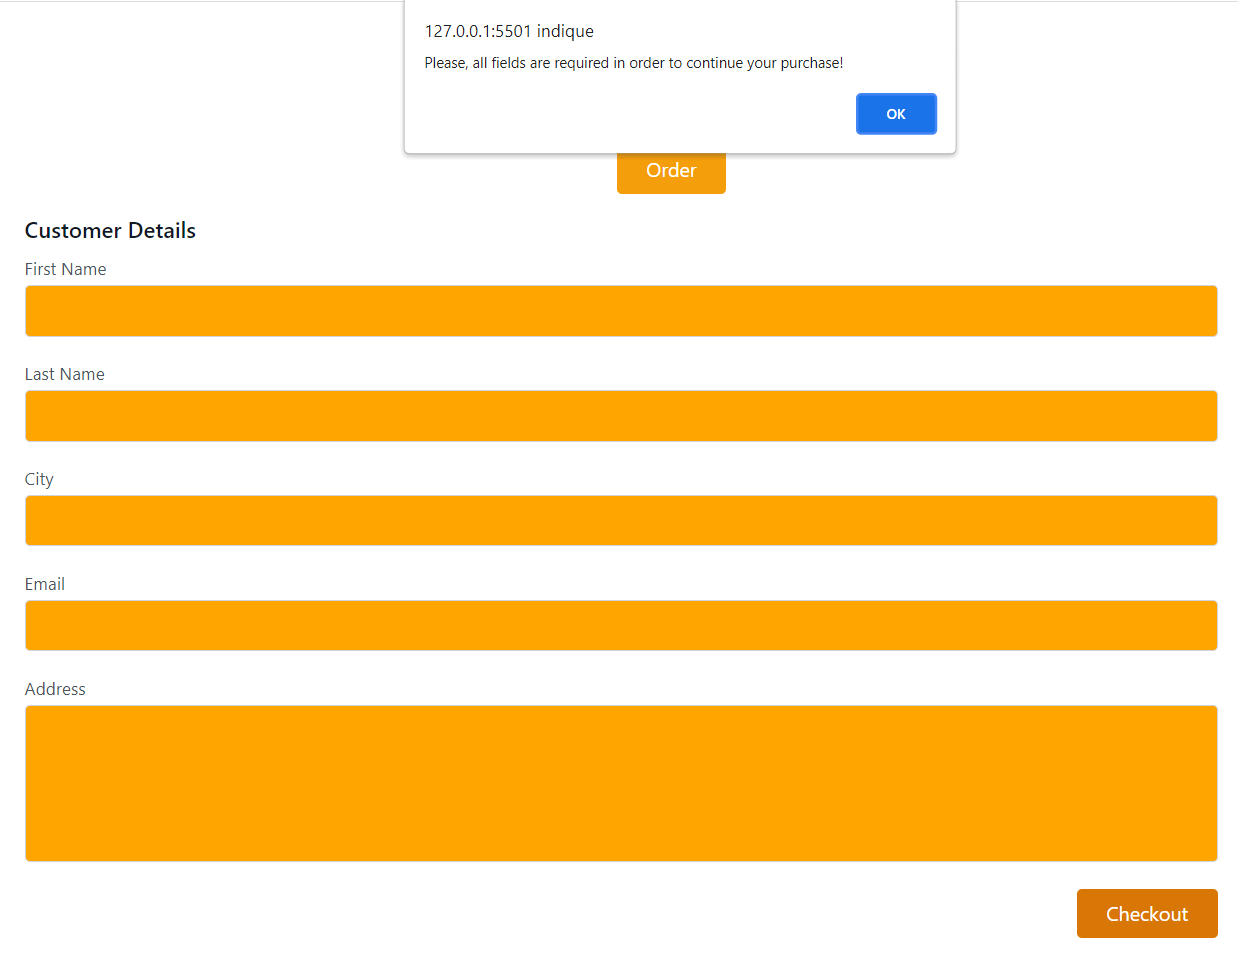 127.0.0.1:5501 indique
Please, all fields are required in order to continue your purchase!
OK
Order
Customer Details
First Name
Last Name
City
Email
Address
Checkout